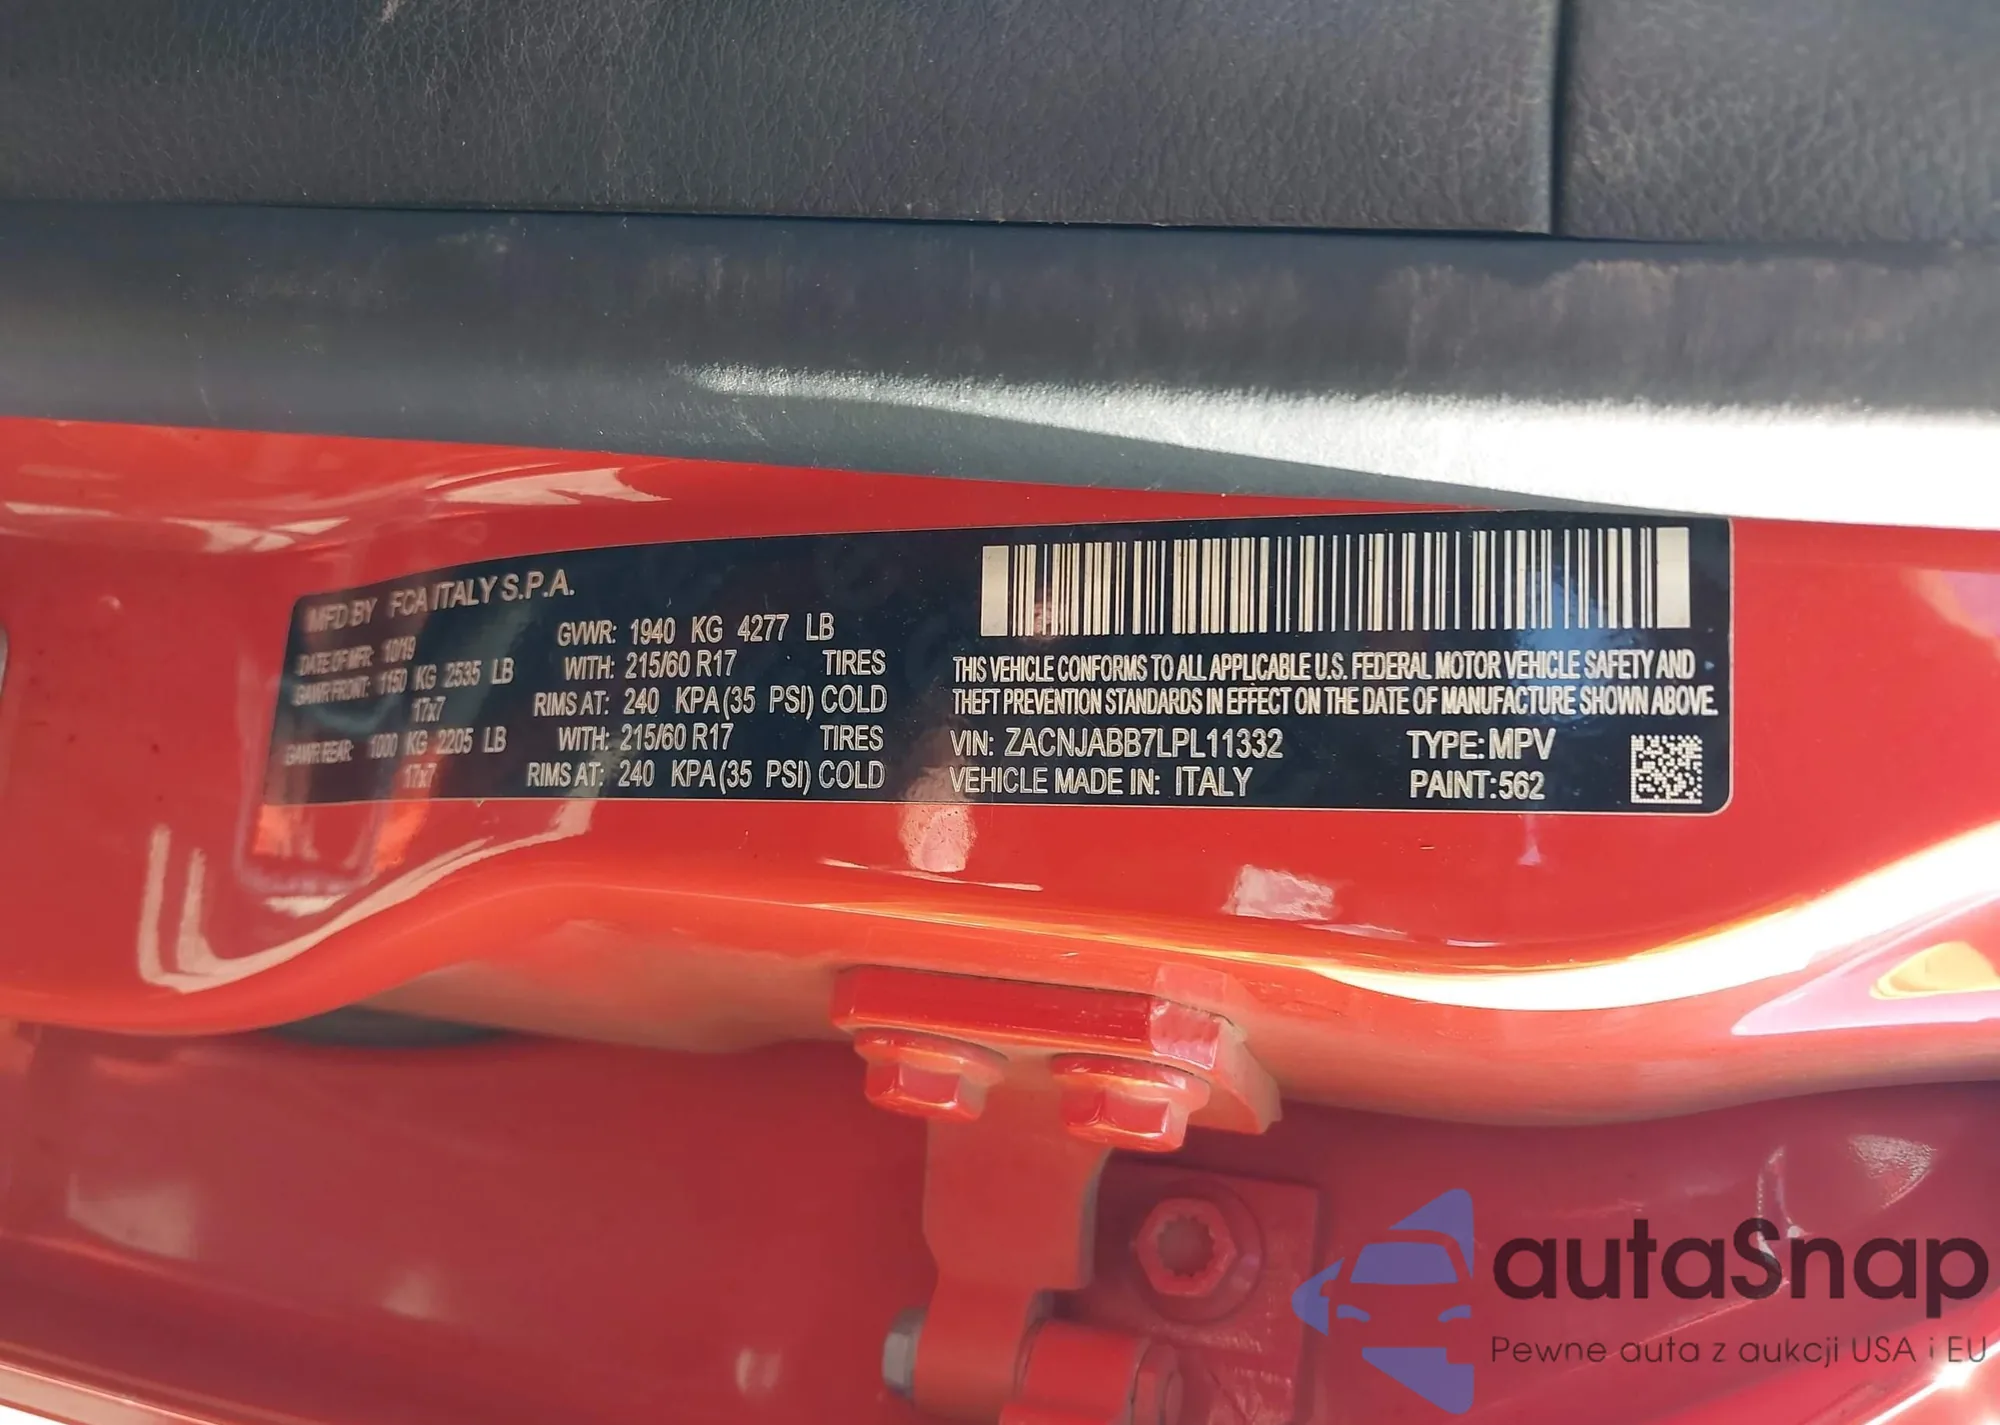 MFD BY FCA ITALY S.P.A.
DATE OF MFR: 10/19 GVWR: 1940 KG 4277 LB
GAWR FRONT: 1150 KG 2535 LB WITH: 215/60 R17 TIRES
17x7 RIMS AT: 240 KPA (35 PSI) COLD
GAWR REAR: 1000 KG 2205 LB WITH: 215/60 R17 TIRES
17x7 RIMS AT: 240 KPA (35 PSI) COLD
THIS VEHICLE CONFORMS TO ALL APPLICABLE U.S. FEDERAL MOTOR VEHICLE SAFETY AND
THEFT PREVENTION STANDARDS IN EFFECT ON THE DATE OF MANUFACTURE SHOWN ABOVE.
VIN: ZACNJABB7LPL11332 TYPE: MPV
VEHICLE MADE IN: ITALY PAINT: 562
autaSnap
Pewne auta z aukcji USA i EU